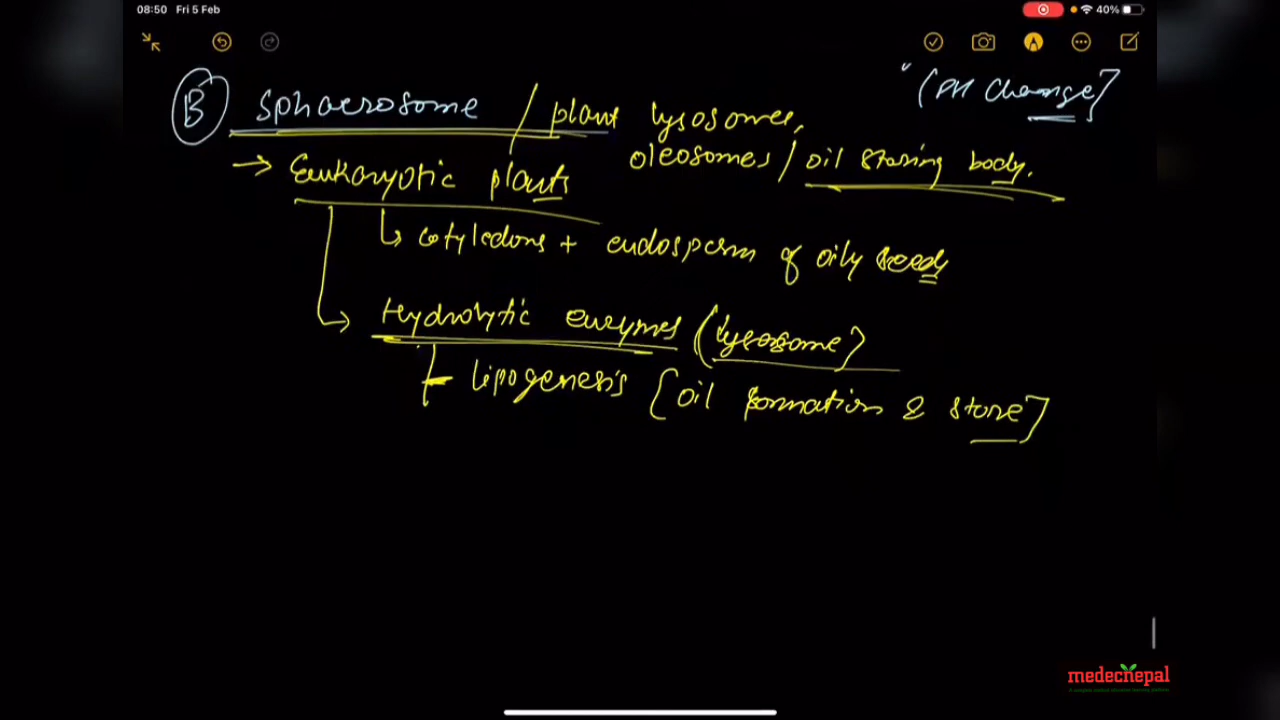 08:50 Fri 5 Feb
40%
(PH Change]
B Sphaerosome / plant lysosomes,
oleosomes / oil storing body.
→ Eukaryotic plants
↳ cotyledons + endosperm of oily seeds
→ Hydrolytic enzymes (Lysosome)
lipogenesis [oil formation & store]
medecnepal